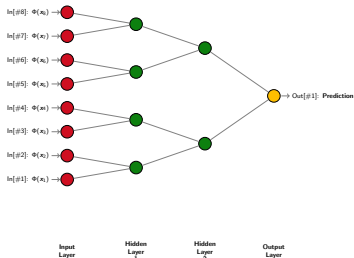 In[#8]: Φ(x₈)
In[#7]: Φ(x₇)
In[#6]: Φ(x₆)
In[#5]: Φ(x₅)
In[#4]: Φ(x₄)
Out[#1]: Prediction
In[#3]: Φ(x₃)
In[#2]: Φ(x₂)
In[#1]: Φ(x₁)
Input Layer
Hidden Layer
Hidden Layer
Output Layer